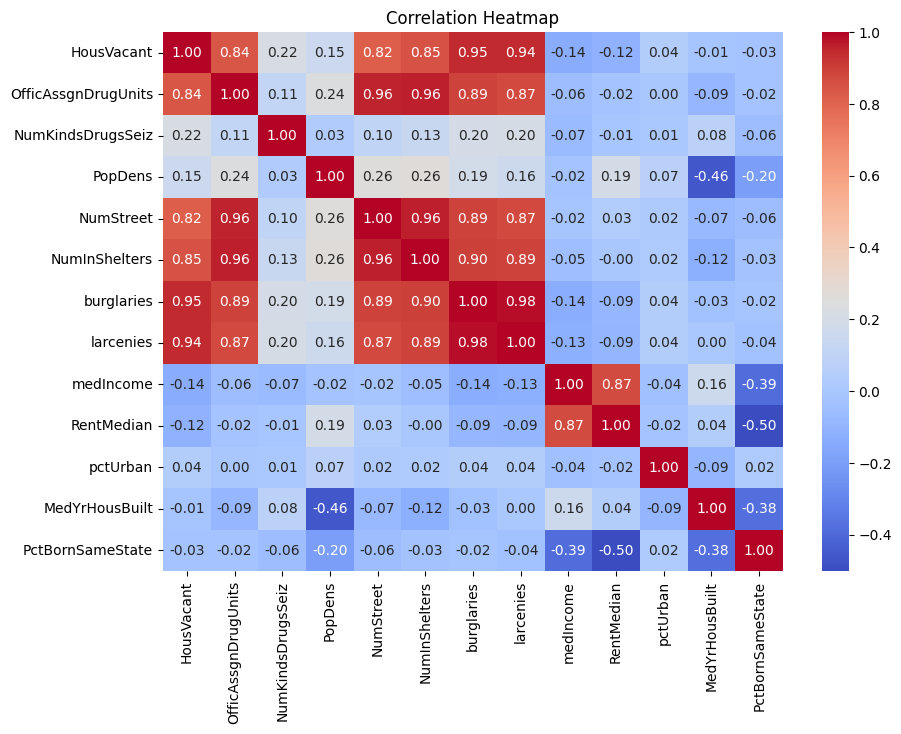 Correlation Heatmap
HousVacant 1.00 0.84 0.22 0.15 0.82 0.85 0.95 0.94 -0.14 -0.12 0.04 -0.01 -0.03
OfficAssgnDrugUnits 0.84 1.00 0.11 0.24 0.96 0.96 0.89 0.87 -0.06 -0.02 0.00 -0.09 -0.02
NumKindsDrugsSeiz 0.22 0.11 1.00 0.03 0.10 0.13 0.20 0.20 -0.07 -0.01 0.01 0.08 -0.06
PopDens 0.15 0.24 0.03 1.00 0.26 0.26 0.19 0.16 -0.02 0.19 0.07 -0.46 -0.20
NumStreet 0.82 0.96 0.10 0.26 1.00 0.96 0.89 0.87 -0.02 0.03 0.02 -0.07 -0.06
NumInShelters 0.85 0.96 0.13 0.26 0.96 1.00 0.90 0.89 -0.05 -0.00 0.02 -0.12 -0.03
burglaries 0.95 0.89 0.20 0.19 0.89 0.90 1.00 0.98 -0.14 -0.09 0.04 -0.03 -0.02
larcenies 0.94 0.87 0.20 0.16 0.87 0.89 0.98 1.00 -0.13 -0.09 0.04 0.00 -0.04
medIncome -0.14 -0.06 -0.07 -0.02 -0.02 -0.05 -0.14 -0.13 1.00 0.87 -0.04 0.16 -0.39
RentMedian -0.12 -0.02 -0.01 0.19 0.03 -0.00 -0.09 -0.09 0.87 1.00 -0.02 0.04 -0.50
pctUrban 0.04 0.00 0.01 0.07 0.02 0.02 0.04 0.04 -0.04 -0.02 1.00 -0.09 0.02
MedYrHousBuilt -0.01 -0.09 0.08 -0.46 -0.07 -0.12 -0.03 0.00 0.16 0.04 -0.09 1.00 -0.38
PctBornSameState -0.03 -0.02 -0.06 -0.20 -0.06 -0.03 -0.02 -0.04 -0.39 -0.50 0.02 -0.38 1.00
HousVacant
OfficAssgnDrugUnits
NumKindsDrugsSeiz
PopDens
NumStreet
NumInShelters
burglaries
larcenies
medIncome
RentMedian
pctUrban
MedYrHousBuilt
PctBornSameState
1.0
0.8
0.6
0.4
0.2
0.0
-0.2
-0.4